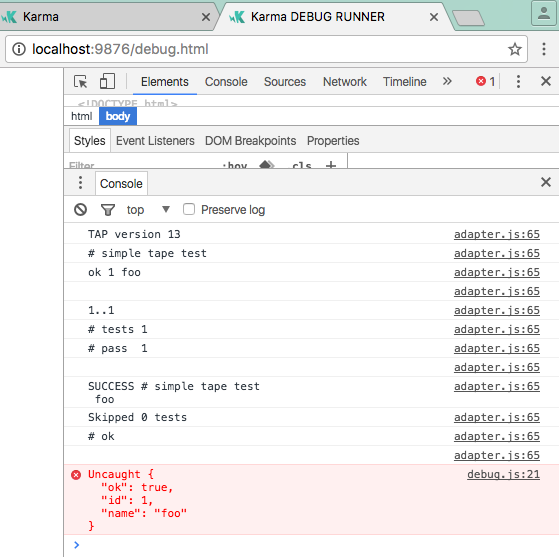 Karma
Karma DEBUG RUNNER
localhost:9876/debug.html
Elements Console Sources Network Timeline » 1
<!DOCTYPE html>
html body
Styles Event Listeners DOM Breakpoints Properties
Filter :hov .cls +
Console
top Preserve log
TAP version 13 adapter.js:65
# simple tape test adapter.js:65
ok 1 foo adapter.js:65
adapter.js:65
1..1 adapter.js:65
# tests 1 adapter.js:65
# pass  1 adapter.js:65
adapter.js:65
SUCCESS # simple tape test adapter.js:65
foo
Skipped 0 tests adapter.js:65
# ok adapter.js:65
adapter.js:65
Uncaught { debug.js:21
"ok": true,
"id": 1,
"name": "foo"
}
>